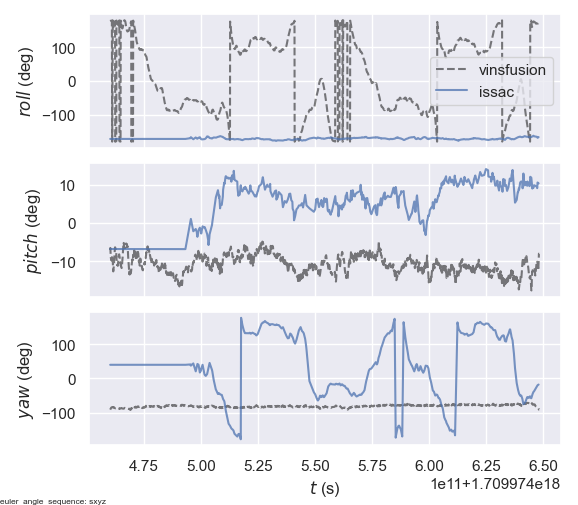 100
0
−100
roll (deg)
vinsfusion
issac
10
0
−10
pitch (deg)
100
0
−100
yaw (deg)
4.75 5.00 5.25 5.50 5.75 6.00 6.25 6.50
t (s)
1e11+1.709974e18
euler angle sequence: sxyz